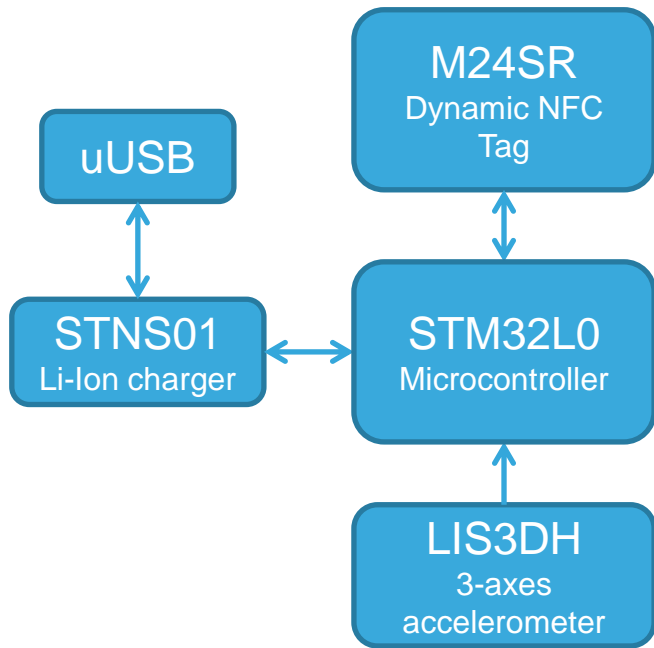 M24SR
Dynamic NFC
Tag
uUSB
STNS01
Li-Ion charger
STM32L0
Microcontroller
LIS3DH
3-axes
accelerometer